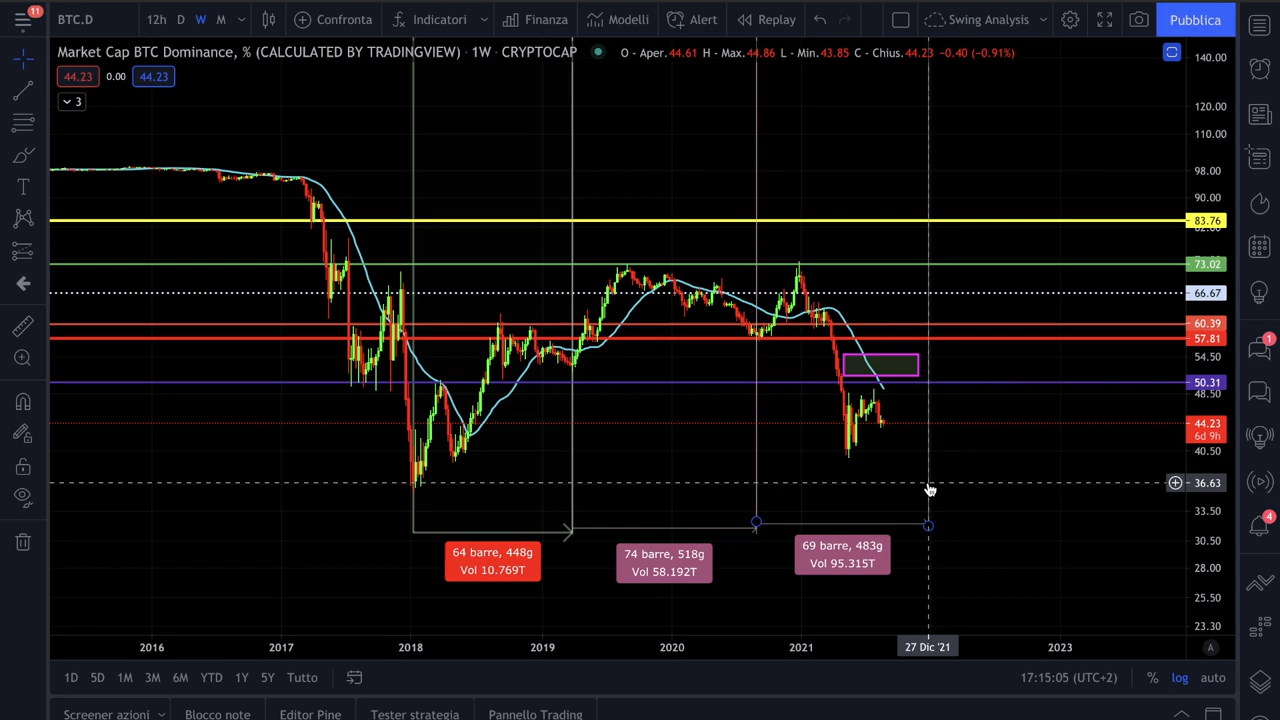 11
BTC.D 12h D W M Confronta Indicatori Finanza Modelli Alert Replay Swing Analysis Pubblica
Market Cap BTC Dominance, % (CALCULATED BY TRADINGVIEW) · 1W · CRYPTOCAP O - Aper.44.61 H - Max.44.86 L - Min.43.85 C - Chius.44.23 −0.40 (−0.91%)
44.23 0.00 44.23
3
140.00
120.00
110.00
98.00
90.00
83.76
82.00
73.02
66.67
60.39
57.81
54.50
50.31
48.50
44.23
6d 9h
40.50
36.63
33.50
30.50
28.00
25.50
23.30
1
4
64 barre, 448g
Vol 10.769T
74 barre, 518g
Vol 58.192T
69 barre, 483g
Vol 95.315T
2016 2017 2018 2019 2020 2021 27 Dic '21 2023 A
1D 5D 1M 3M 6M YTD 1Y 5Y Tutto 17:15:05 (UTC+2) % log auto
Screener azioni Blocco note Editor Pine Tester strategia Pannello Trading